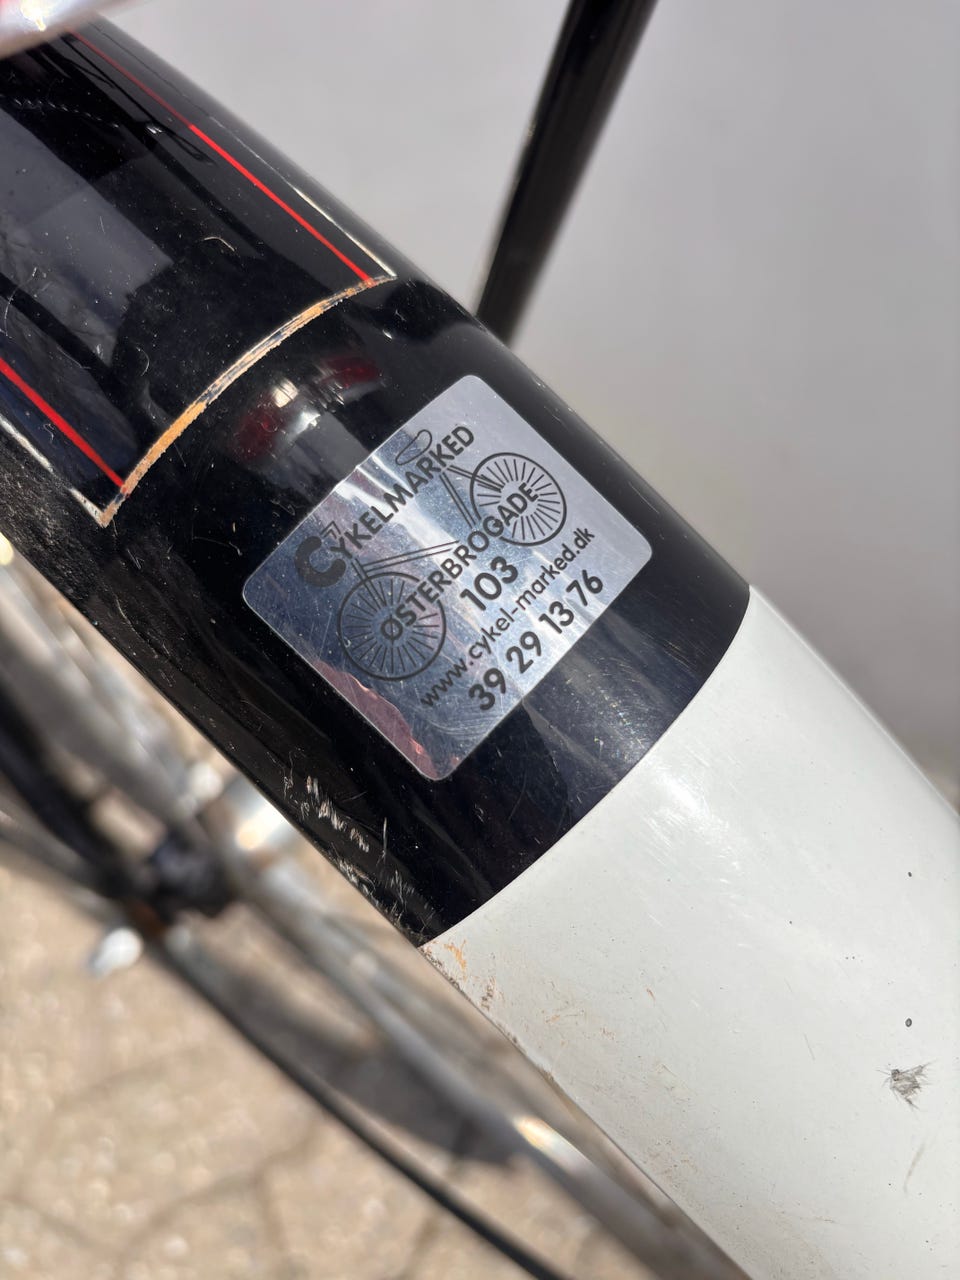 CYKELMARKED
ØSTERBROGADE
103
www.cykel-marked.dk
39 29 13 76